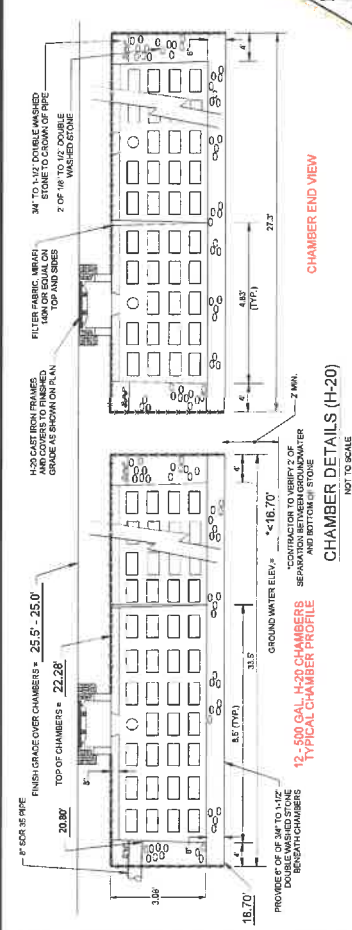 8" SDR 35 PIPE
FINISH GRADE OVER CHAMBERS = 25.5' - 25.0'
TOP OF CHAMBERS = 22.28'
20.80'
8"
3.08'
16.70'
6"
4'
8.5' (TYP.)
4'
33.5'
PROVIDE 6" OF OF 3/4" TO 1-1/2"
DOUBLE WASHED STONE
BENEATH CHAMBERS
12 - 500 GAL. H-20 CHAMBERS
TYPICAL CHAMBER PROFILE
GROUND WATER ELEV.= *<16.70'
2' MIN.
*CONTRACTOR TO VERIFY 2' OF
SEPARATION BETWEEN GROUNDWATER
AND BOTTOM OF STONE
CHAMBER DETAILS (H-20)
NOT TO SCALE
H-20 CAST IRON FRAMES
AND COVERS TO FINISHED
GRADE AS SHOWN ON PLAN
FILTER FABRIC, MIRAFI
140N OR EQUAL ON
TOP AND SIDES
3/4" TO 1-1/2" DOUBLE WASHED
STONE TO CROWN OF PIPE
2" OF 1/8" TO 1/2" DOUBLE
WASHED STONE
6"
4'
4.83'
(TYP.)
4'
27.3'
CHAMBER END VIEW